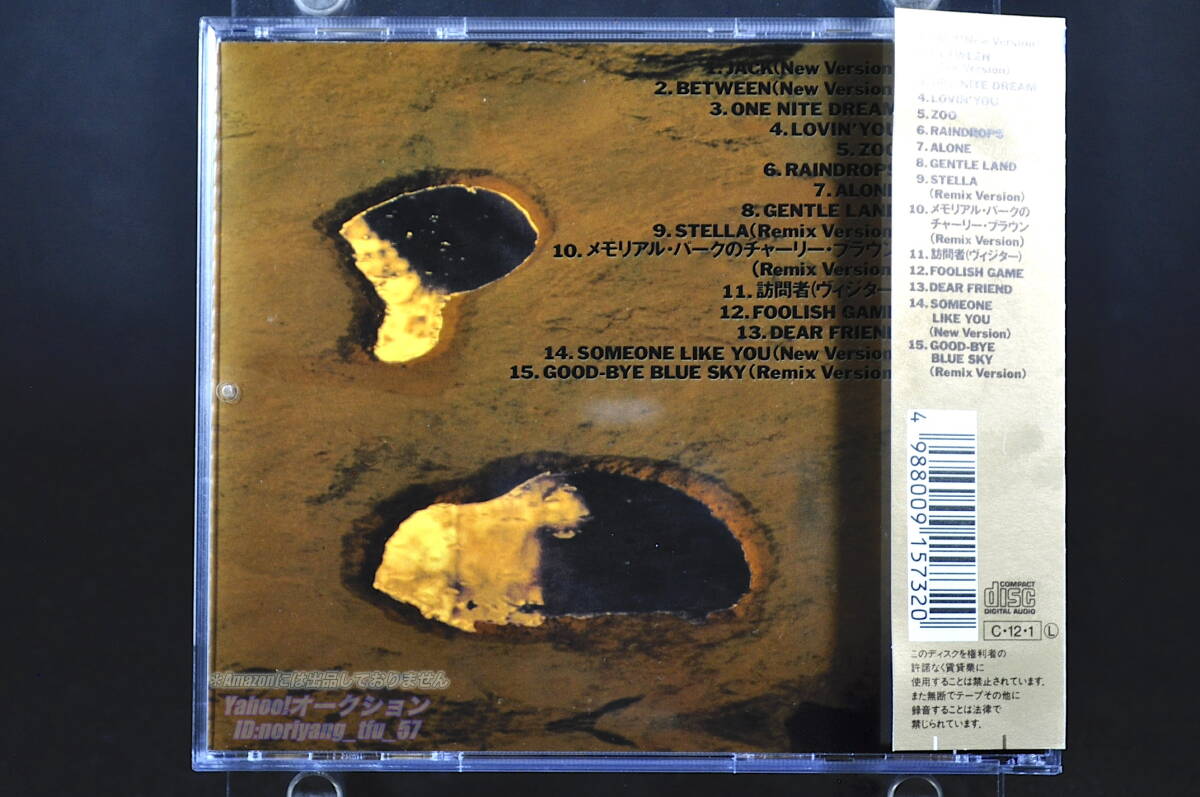 1. JACK(New Version
2. BETWEEN(New Version
3. ONE NITE DREAM
4. LOVIN'YOU
5. ZOO
6. RAINDROPS
7. ALONE
8. GENTLE LAND
9. STELLA(Remix Version
10. メモリアル・パークのチャーリー・ブラウン
(Remix Version
11. 訪問者(ヴィジター
12. FOOLISH GAME
13. DEAR FRIEND
14. SOMEONE LIKE YOU(New Version
15. GOOD-BYE BLUE SKY(Remix Version
(New Version)
NITE DREAM
4. LOVIN'YOU
5. ZOO
6. RAINDROPS
7. ALONE
8. GENTLE LAND
9. STELLA
(Remix Version)
10. メモリアル・パークの
チャーリー・ブラウン
(Remix Version)
11. 訪問者(ヴィジター)
12. FOOLISH GAME
13. DEAR FRIEND
14. SOMEONE
LIKE YOU
(New Version)
15. GOOD-BYE
BLUE SKY
(Remix Version)
4 988009 157320
COMPACT
disc
DIGITAL AUDIO
C・12・1 Ⓛ
このディスクを権利者の
許諾なく賃貸業に
使用することは禁止されています。
また無断でテープその他に
録音することは法律で
禁じられています。
※Amazonには出品しておりません
Yahoo!オークション
ID:noriyang_tfu_57